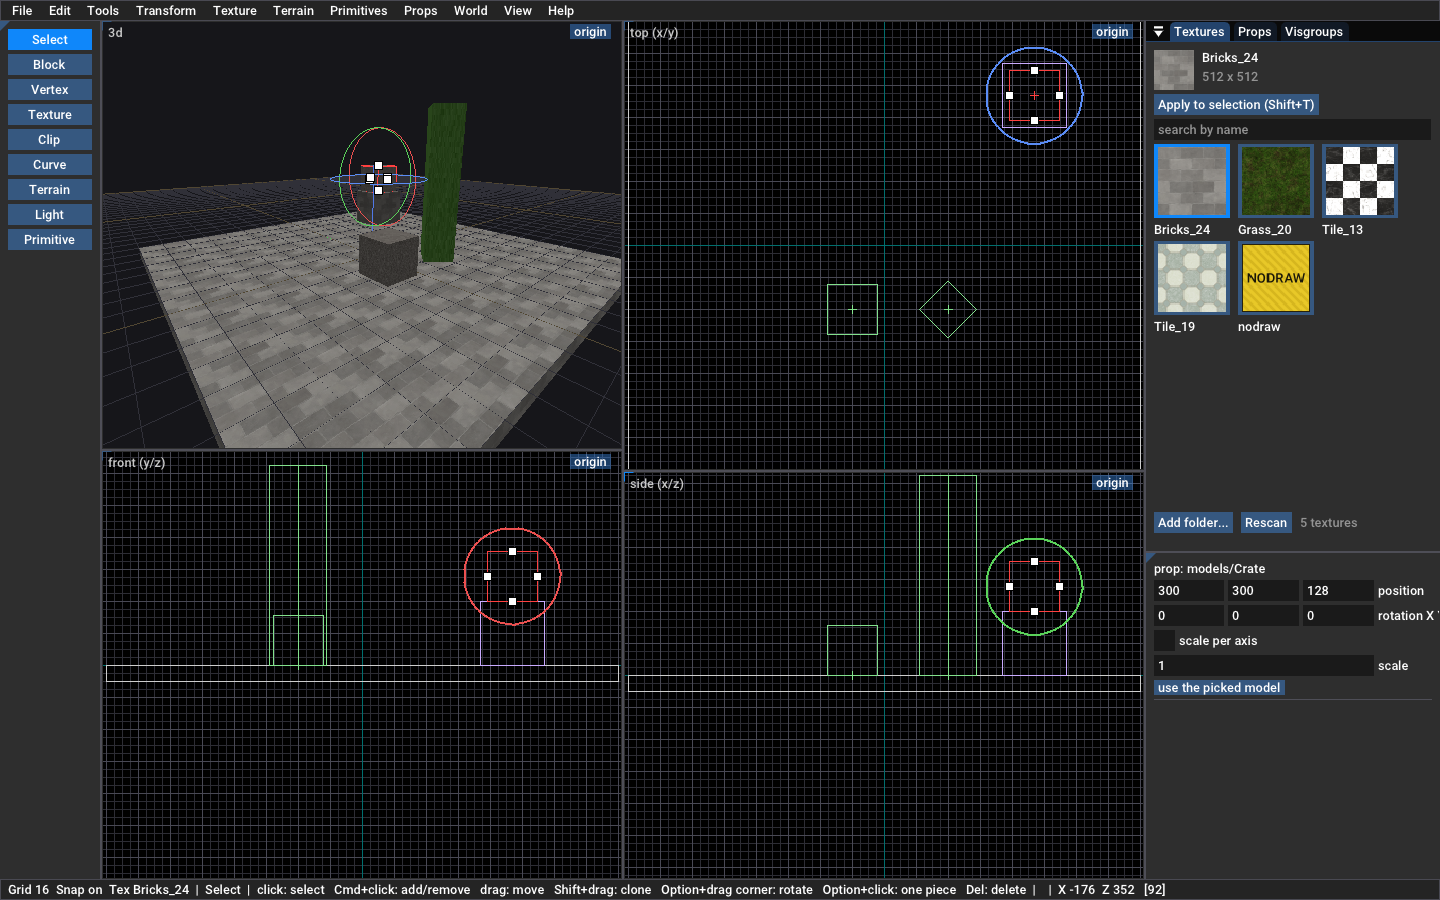 File Edit Tools Transform Texture Terrain Primitives Props World View Help
Select
Block
Vertex
Texture
Clip
Curve
Terrain
Light
Primitive
3d
origin
top (x/y)
origin
front (y/z)
origin
side (x/z)
origin
Textures Props Visgroups
Bricks_24
512 x 512
Apply to selection (Shift+T)
search by name
Bricks_24 Grass_20 Tile_13
NODRAW
Tile_19 nodraw
Add folder... Rescan 5 textures
prop: models/Crate
300 300 128 position
0 0 0 rotation X
scale per axis
1 scale
use the picked model
Grid 16 Snap on Tex Bricks_24 | Select | click: select Cmd+click: add/remove drag: move Shift+drag: clone Option+drag corner: rotate Option+click: one piece Del: delete | | X -176 Z 352 [92]